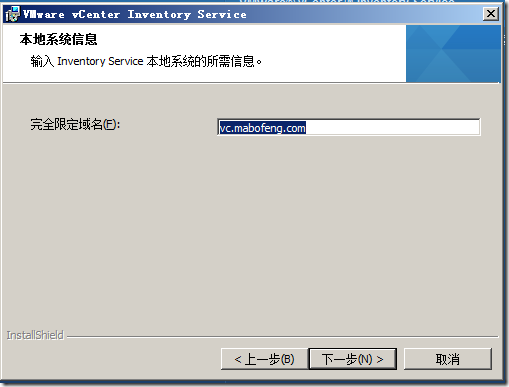 VMware vCenter Inventory Service
本地系统信息
输入 Inventory Service 本地系统的所需信息。
完全限定域名(F):
vc.mabofeng.com
InstallShield
< 上一步(B)
下一步(N) >
取消